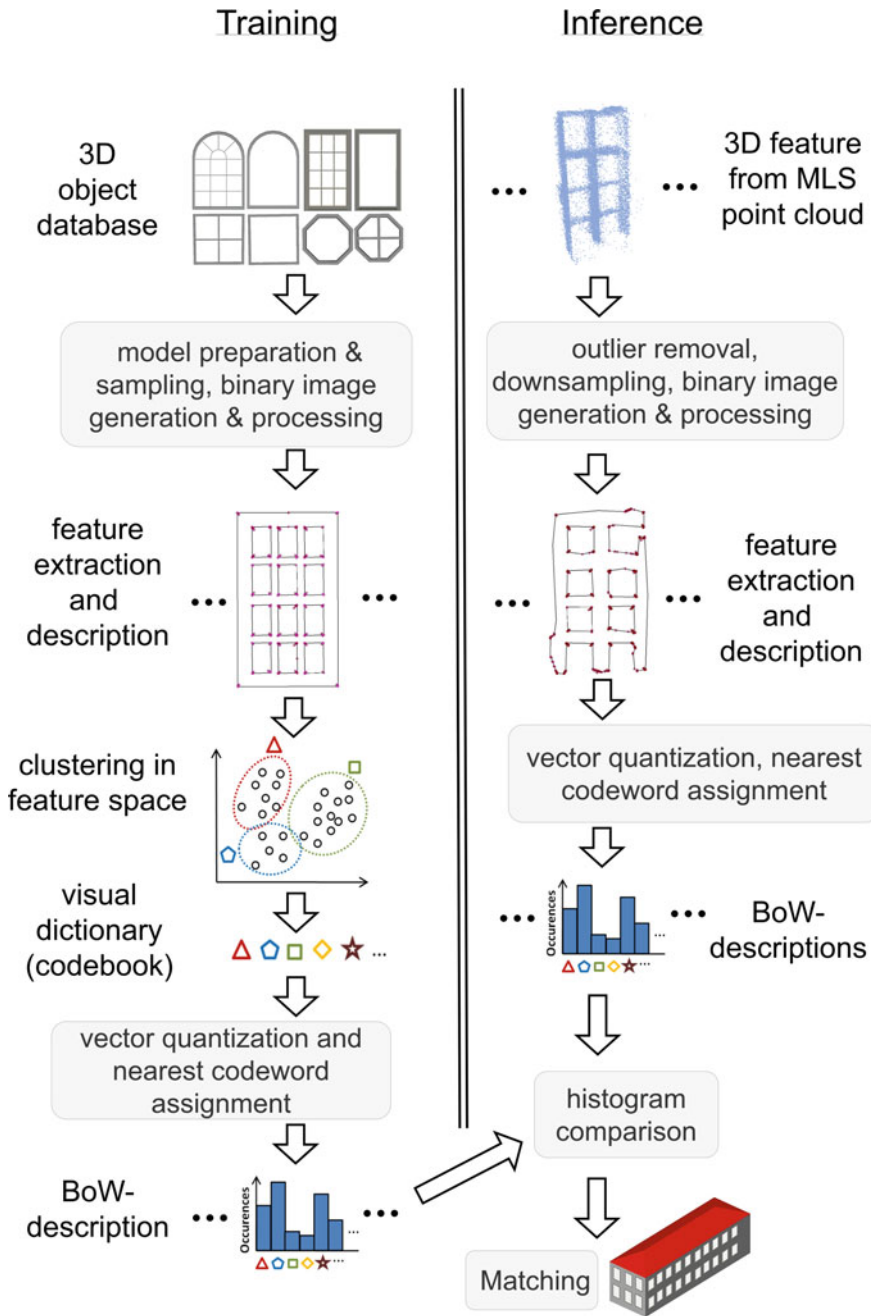 Training
3D
object
database
model preparation &
sampling, binary image
generation & processing
feature
extraction
and
description
clustering in
feature space
visual
dictionary
(codebook)
...
vector quantization and
nearest codeword
assignment
BoW-
description
Occurences
...
Inference
3D feature
from MLS
point cloud
outlier removal,
downsampling, binary image
generation & processing
feature
extraction
and
description
vector quantization, nearest
codeword assignment
Occurences
...
BoW-
descriptions
histogram
comparison
Matching